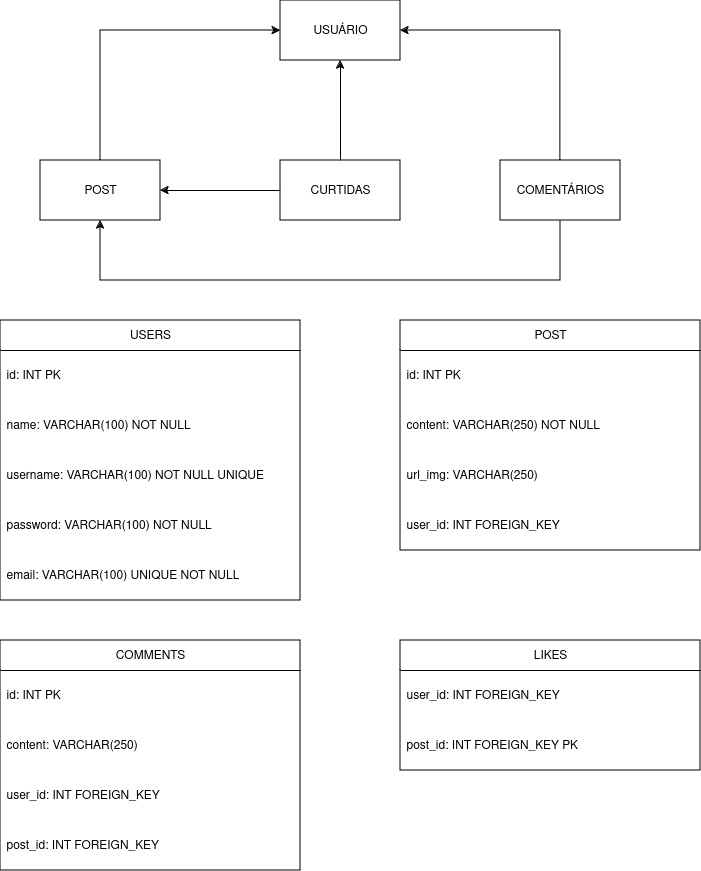 USUÁRIO
POST
CURTIDAS
COMENTÁRIOS
USERS
id: INT PK
name: VARCHAR(100) NOT NULL
username: VARCHAR(100) NOT NULL UNIQUE
password: VARCHAR(100) NOT NULL
email: VARCHAR(100) UNIQUE NOT NULL
POST
id: INT PK
content: VARCHAR(250) NOT NULL
url_img: VARCHAR(250)
user_id: INT FOREIGN_KEY
COMMENTS
id: INT PK
content: VARCHAR(250)
user_id: INT FOREIGN_KEY
post_id: INT FOREIGN_KEY
LIKES
user_id: INT FOREIGN_KEY
post_id: INT FOREIGN_KEY PK